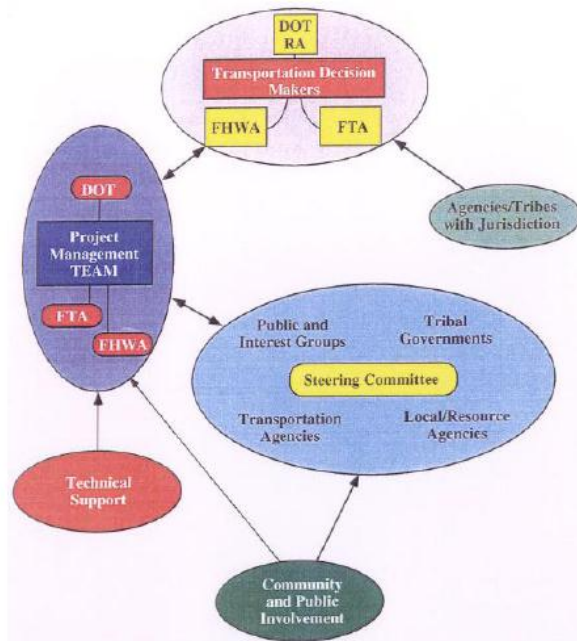 DOT
RA
Transportation Decision
Makers
FHWA
FTA
DOT
Agencies/Tribes
with Jurisdiction
Project
Management
TEAM
FTA
FHWA
Public and
Interest Groups
Tribal
Governments
Steering Committee
Transportation
Agencies
Local/Resource
Agencies
Technical
Support
Community
and Public
Involvement